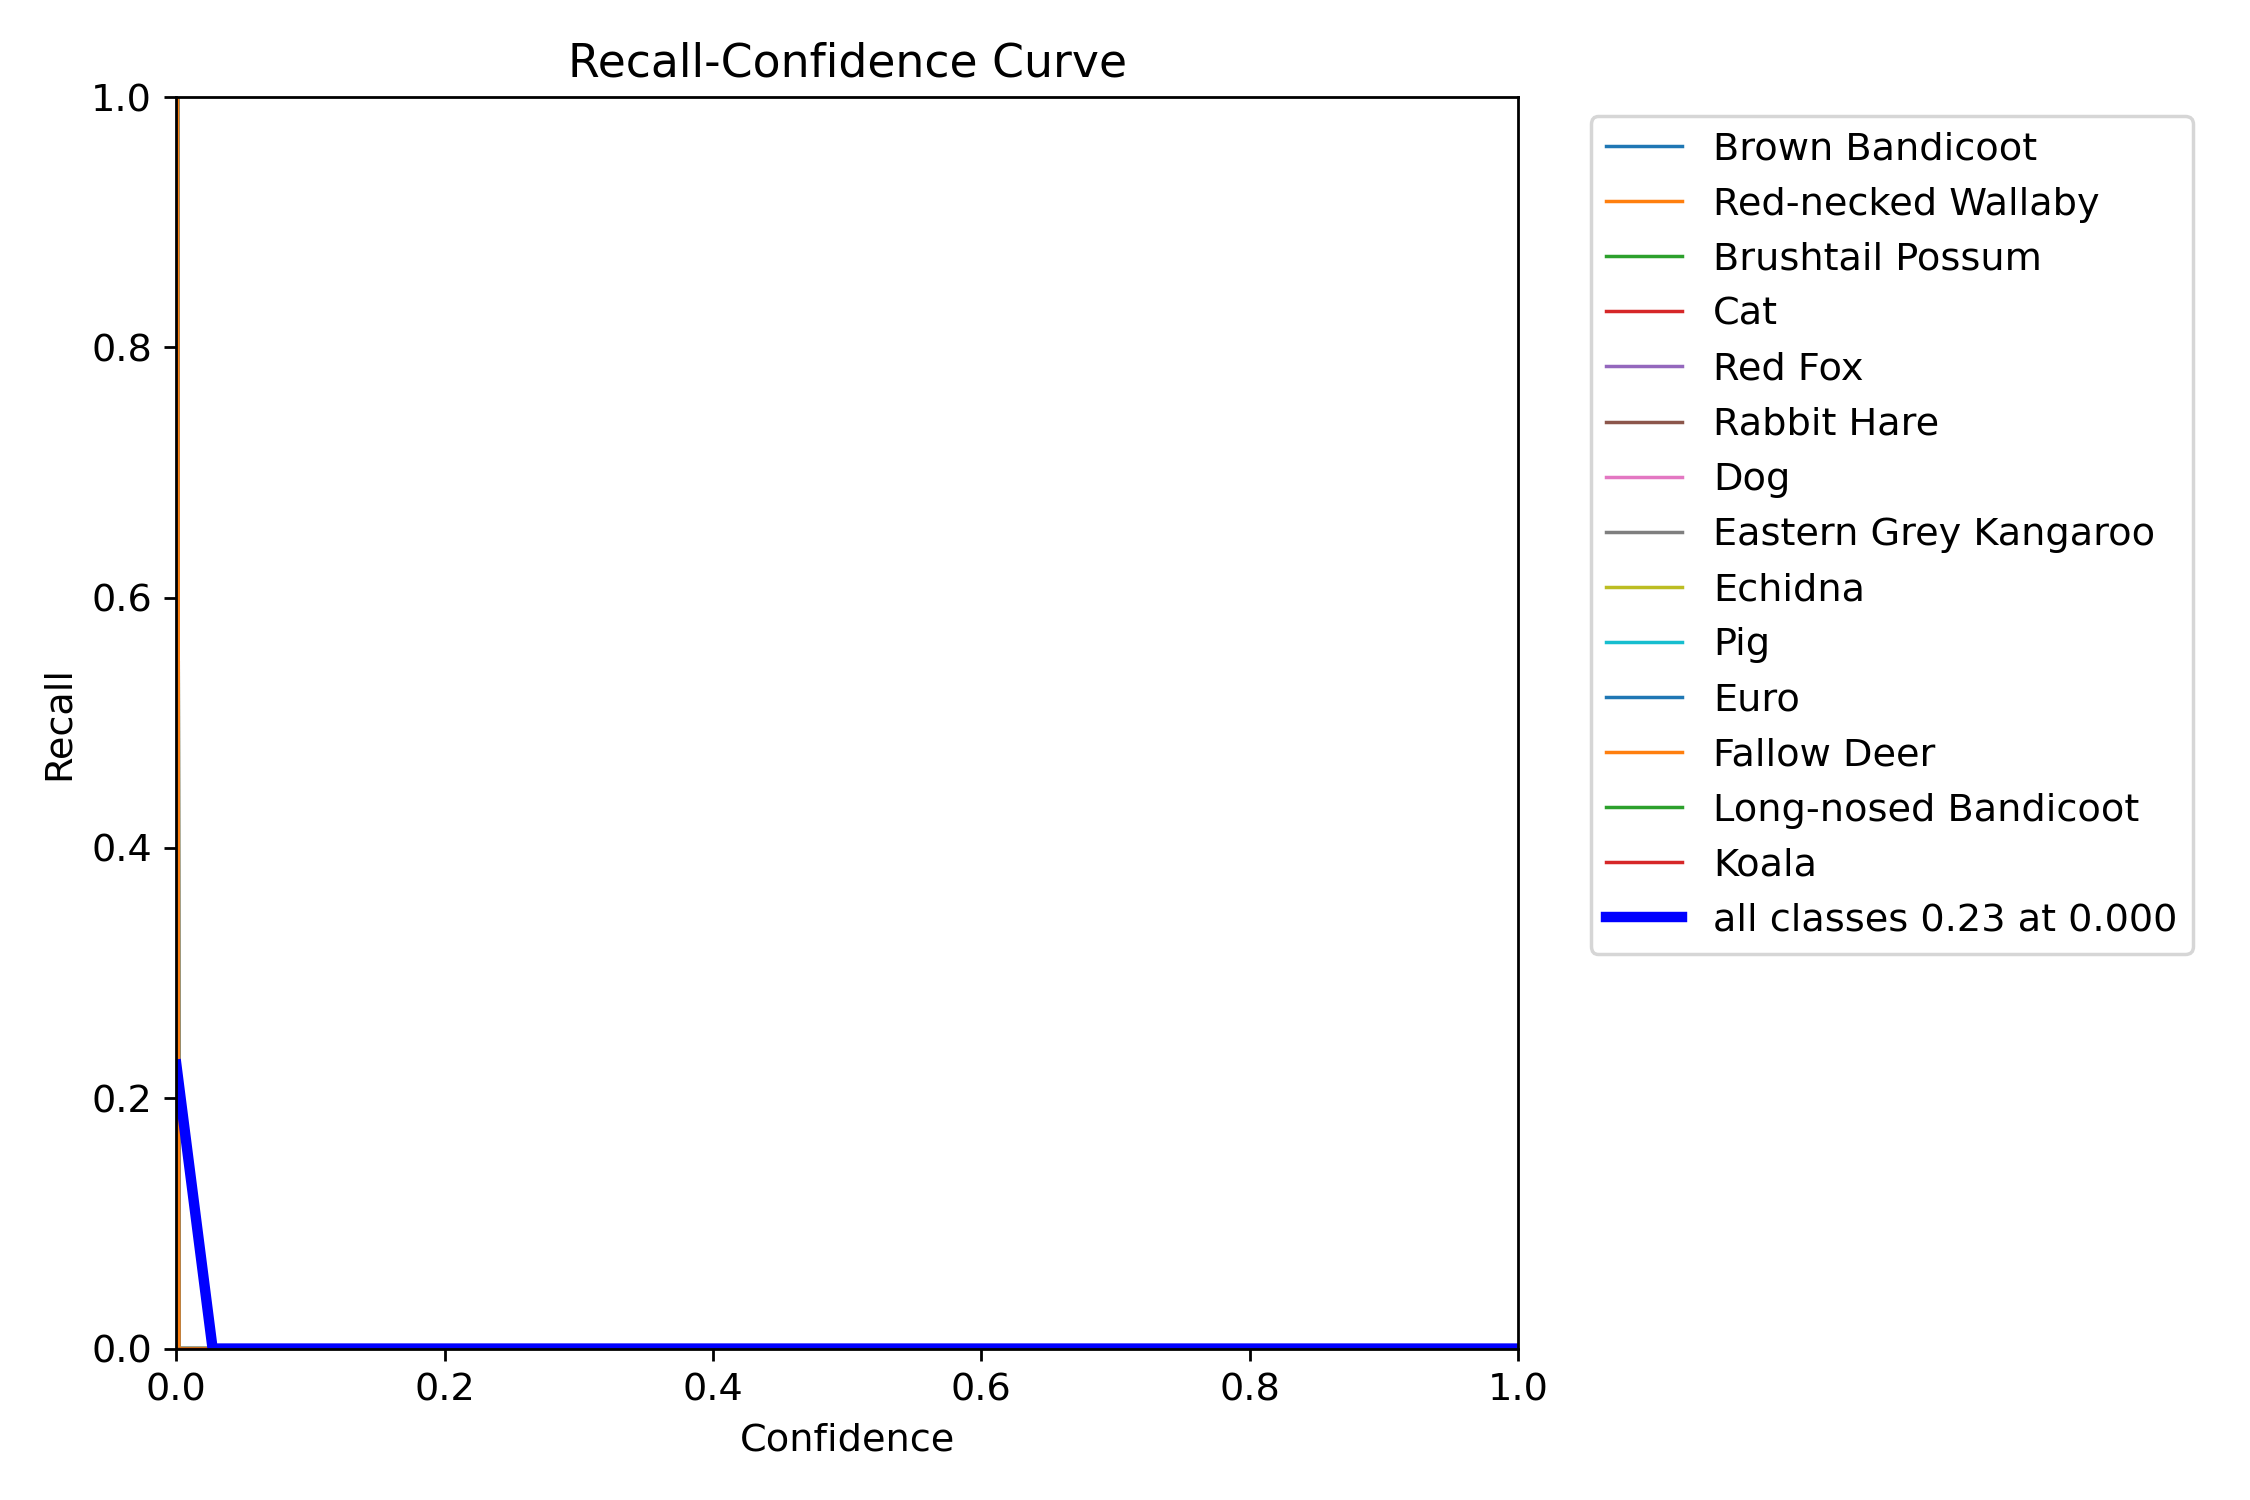 Recall-Confidence Curve
1.0
0.8
0.6
0.4
0.2
0.0
Recall
0.0 0.2 0.4 0.6 0.8 1.0
Confidence
Brown Bandicoot
Red-necked Wallaby
Brushtail Possum
Cat
Red Fox
Rabbit Hare
Dog
Eastern Grey Kangaroo
Echidna
Pig
Euro
Fallow Deer
Long-nosed Bandicoot
Koala
all classes 0.23 at 0.000